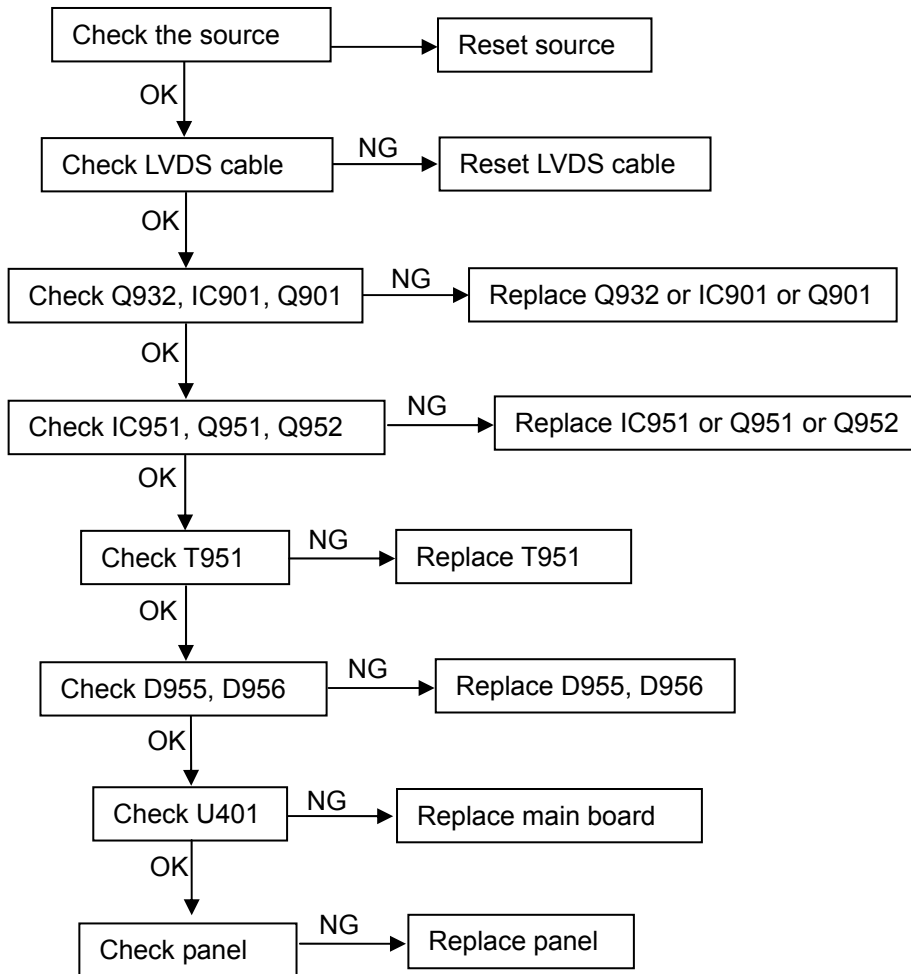 Check the source
Reset source
OK
Check LVDS cable
NG
Reset LVDS cable
OK
Check Q932, IC901, Q901
NG
Replace Q932 or IC901 or Q901
OK
Check IC951, Q951, Q952
NG
Replace IC951 or Q951 or Q952
OK
Check T951
NG
Replace T951
OK
Check D955, D956
NG
Replace D955, D956
OK
Check U401
NG
Replace main board
OK
Check panel
NG
Replace panel